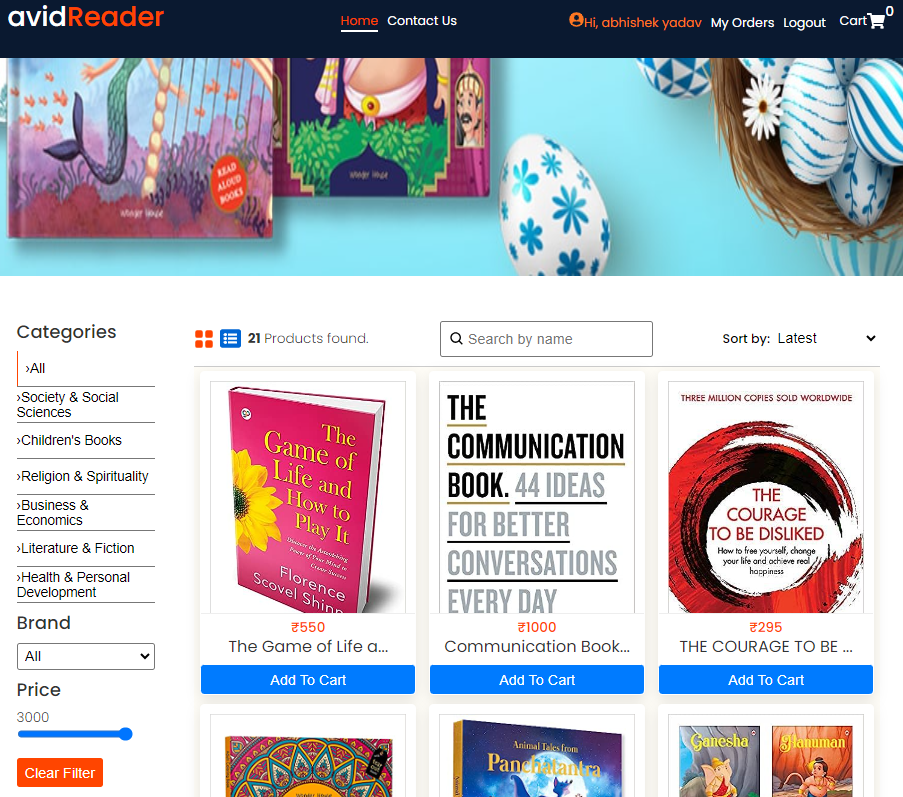 avidReader
Home Contact Us
Hi, abhishek yadav My Orders Logout Cart 0
READ
ALOUD
BOOKS
wonder house
wonder house
Categories
›All
›Society & Social
Sciences
›Children's Books
›Religion & Spirituality
›Business &
Economics
›Literature & Fiction
›Health & Personal
Development
Brand
All
Price
3000
Clear Filter
21 Products found.
Search by name
Sort by: Latest
The
Game of
Life and
How to
Play It
Discover the Astonishing
Power of Your Mind to
Create Success
Florence
Scovel Shinn
₹550
The Game of Life a...
Add To Cart
THE
COMMUNICATION
BOOK. 44 IDEAS
FOR BETTER
CONVERSATIONS
EVERY DAY
₹1000
Communication Book...
Add To Cart
THREE MILLION COPIES SOLD WORLDWIDE
THE
COURAGE
TO BE DISLIKED
How to free yourself, change
your life and achieve real
happiness
₹295
THE COURAGE TO BE ...
Add To Cart
Animal Tales from
Panchatantra
Ganesha
Hanuman